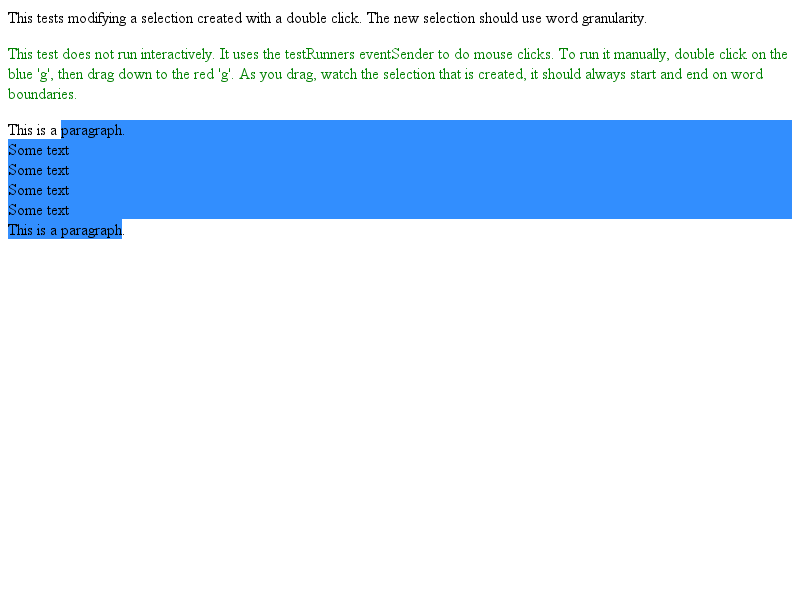 This tests modifying a selection created with a double click. The new selection should use word granularity.
This test does not run interactively. It uses the testRunners eventSender to do mouse clicks. To run it manually, double click on the
blue 'g', then drag down to the red 'g'. As you drag, watch the selection that is created, it should always start and end on word
boundaries.
This is a paragraph.
Some text
Some text
Some text
Some text
This is a paragraph.